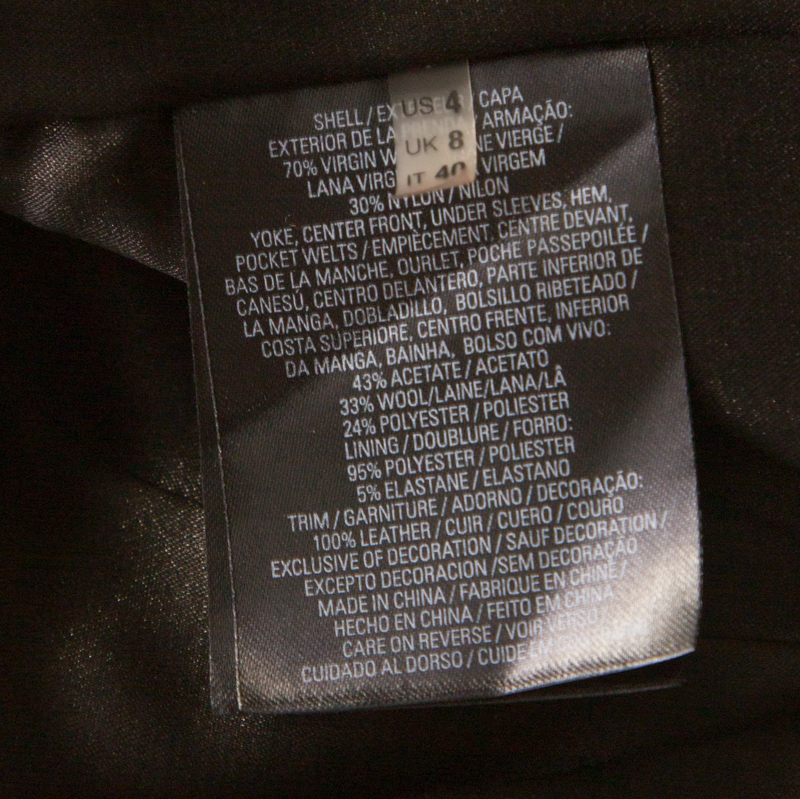 US 4
UK 8
IT 40
SHELL / EX CAPA
EXTERIOR DE LA / ARMAÇÃO:
70% VIRGIN W NE VIERGE /
LANA VIRG VIRGEM
30% NYLON / NILON
YOKE, CENTER FRONT, UNDER SLEEVES, HEM,
POCKET WELTS / EMPIÈCEMENT, CENTRE DEVANT,
BAS DE LA MANCHE, OURLET, POCHE PASSEPOILÉE /
CANESÚ, CENTRO DELANTERO, PARTE INFERIOR DE
LA MANGA, DOBLADILLO, BOLSILLO RIBETEADO /
COSTA SUPERIORE, CENTRO FRENTE, INFERIOR
DA MANGA, BAINHA, BOLSO COM VIVO:
43% ACETATE / ACETATO
33% WOOL/LAINE/LANA/LÃ
24% POLYESTER / POLIESTER
LINING / DOUBLURE / FORRO:
95% POLYESTER / POLIESTER
5% ELASTANE / ELASTANO
TRIM / GARNITURE / ADORNO / DECORAÇÃO:
100% LEATHER / CUIR / CUERO / COURO
EXCLUSIVE OF DECORATION / SAUF DECORATION /
EXCEPTO DECORACION /SEM DECORAÇÃO
MADE IN CHINA / FABRIQUE EN CHINE /
HECHO EN CHINA / FEITO EM CHINA
CARE ON REVERSE / VOIR VERSO /
CUIDADO AL DORSO / CUIDE EM